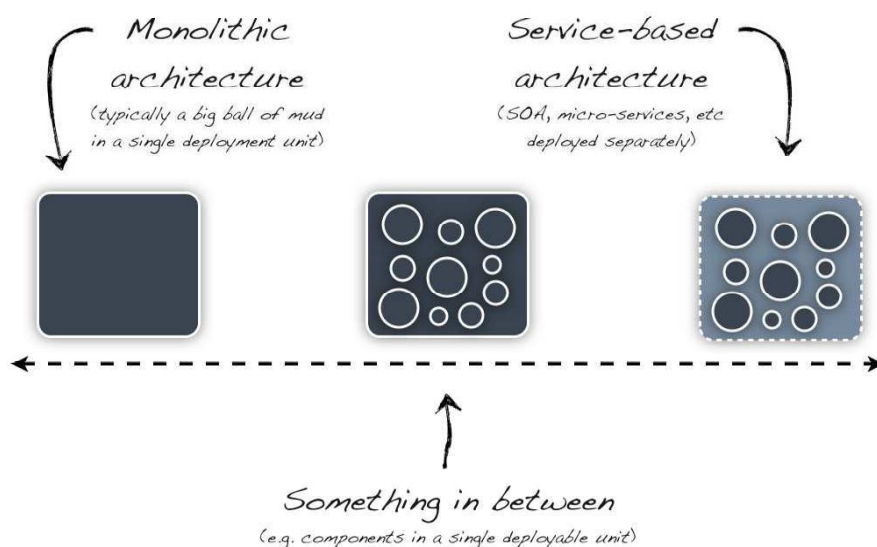 Monolithic
architecture
(typically a big ball of mud
in a single deployment unit)
Service-based
architecture
(SOA, micro-services, etc
deployed separately)
Something in between
(e.g. components in a single deployable unit)